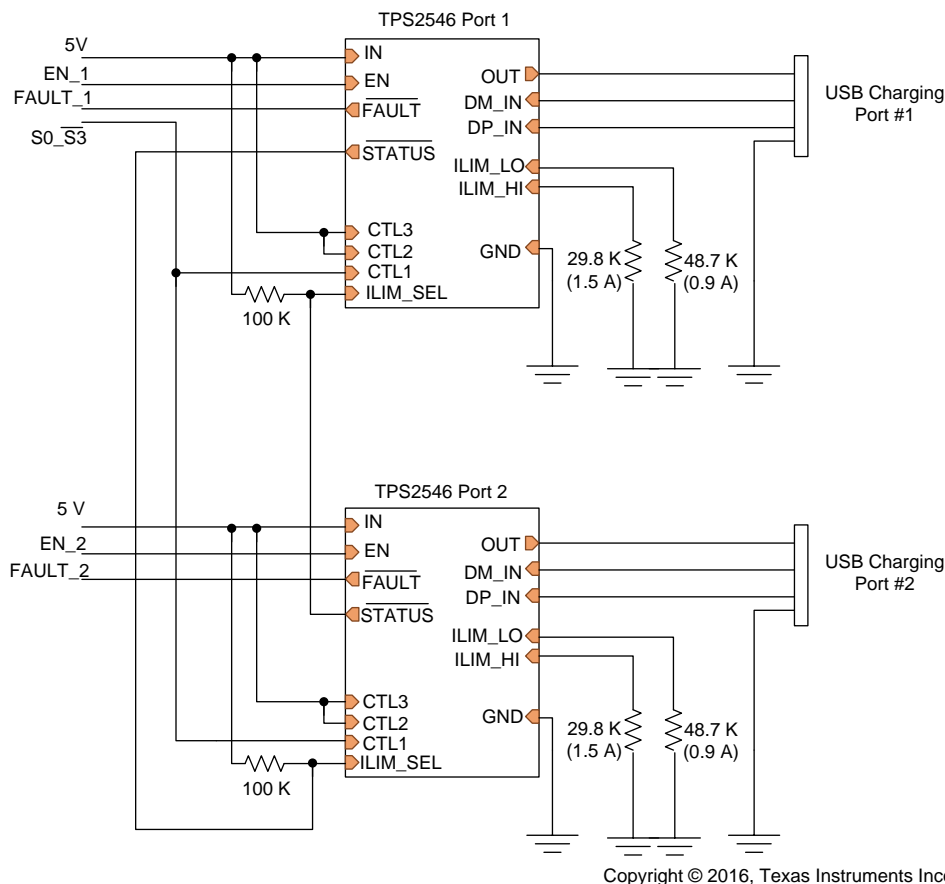 TPS2546 Port 1
5V
EN_1
FAULT_1
S0_S3
IN
EN
FAULT
STATUS
CTL3
CTL2
CTL1
ILIM_SEL
100 K
OUT
DM_IN
DP_IN
ILIM_LO
ILIM_HI
GND
29.8 K
(1.5 A)
48.7 K
(0.9 A)
USB Charging
Port #1
TPS2546 Port 2
5 V
EN_2
FAULT_2
IN
EN
FAULT
STATUS
CTL3
CTL2
CTL1
ILIM_SEL
100 K
OUT
DM_IN
DP_IN
ILIM_LO
ILIM_HI
GND
29.8 K
(1.5 A)
48.7 K
(0.9 A)
USB Charging
Port #2
Copyright © 2016, Texas Instruments